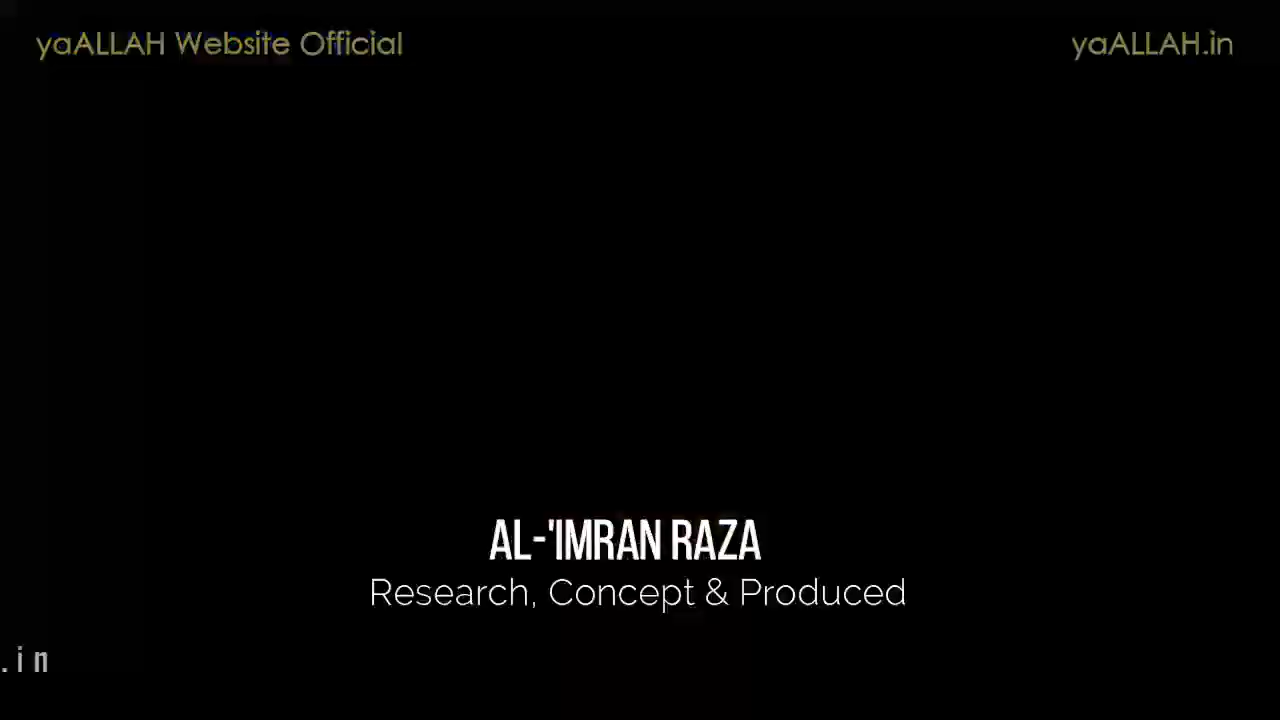 yaALLAH Website Official
yaALLAH.in
AL-'IMRAN RAZA
Research, Concept & Produced
.in